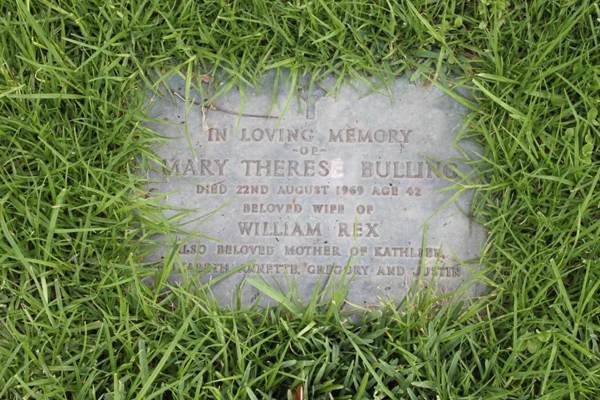 IN LOVING MEMORY
-OF-
MARY THERESE BULLING
DIED 22ND AUGUST 1969 AGE 42
BELOVED WIFE OF
WILLIAM REX
ALSO BELOVED MOTHER OF KATHLEEN,
ELIZABETH, ANNETTE, GREGORY AND JUSTIN